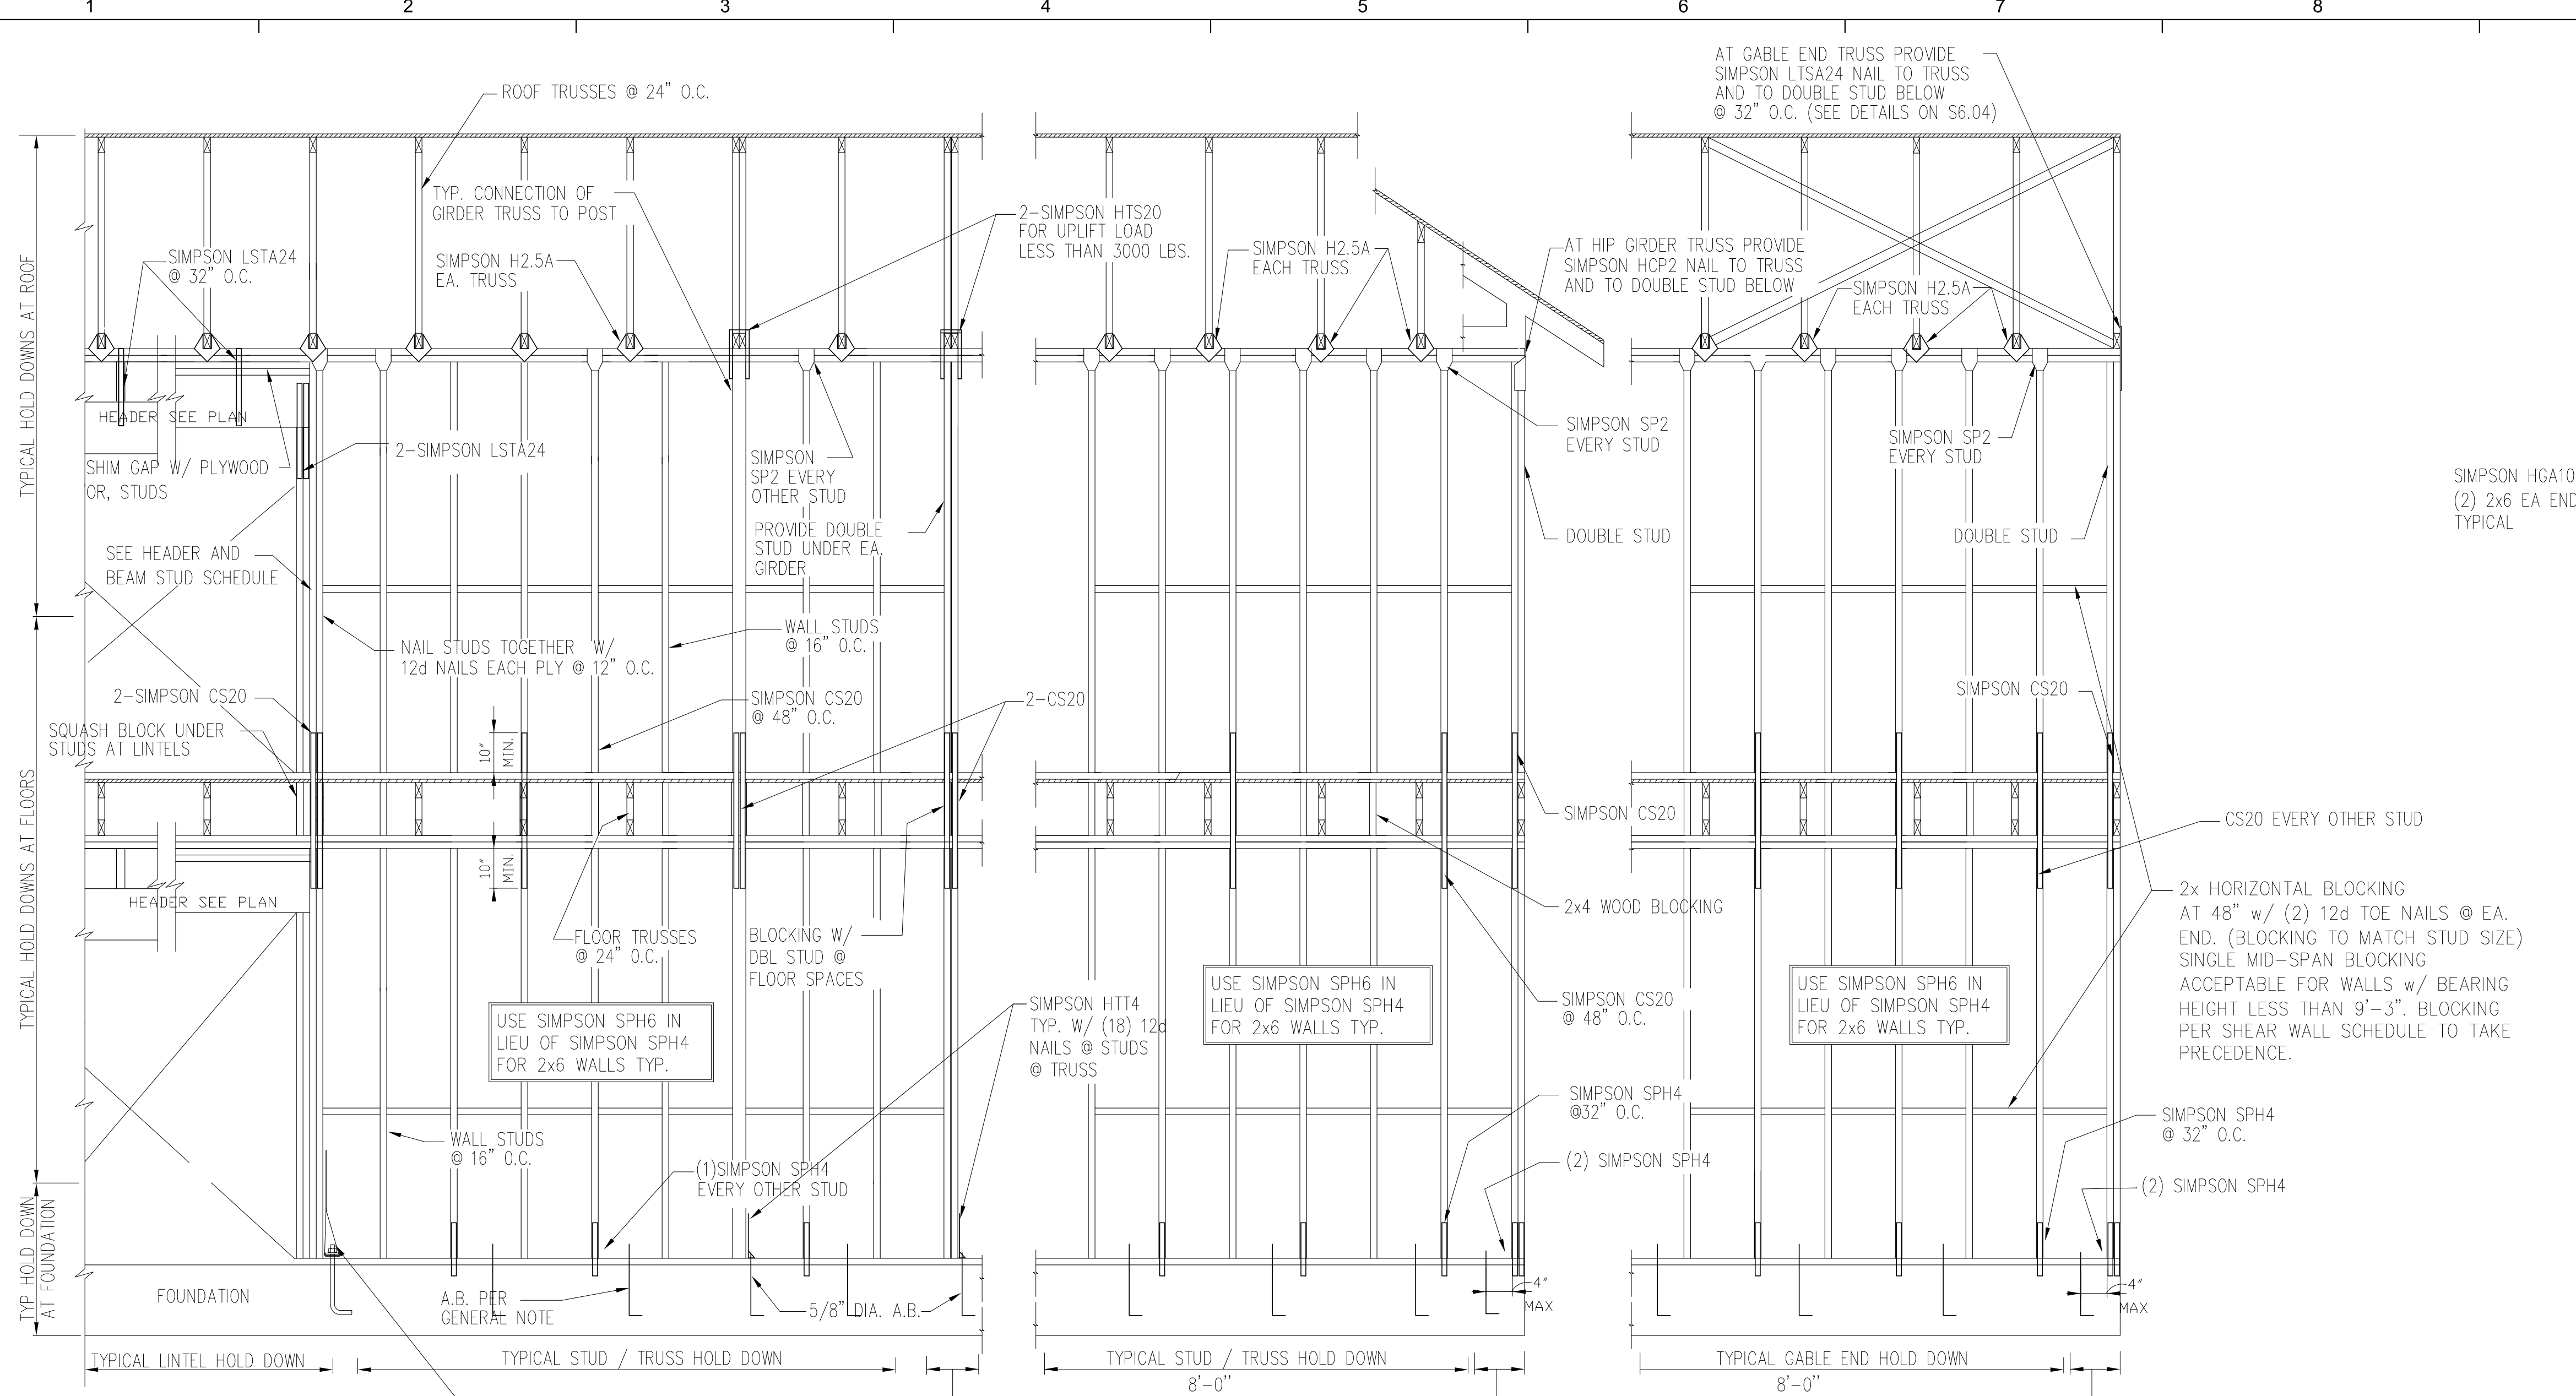 1 2 3 4 5 6 7 8
ROOF TRUSSES @ 24" O.C.
TYP. CONNECTION OF
GIRDER TRUSS TO POST
SIMPSON LSTA24
@ 32" O.C.
SIMPSON H2.5A
EA. TRUSS
2-SIMPSON HTS20
FOR UPLIFT LOAD
LESS THAN 3000 LBS.
TYPICAL HOLD DOWNS AT ROOF
HEADER SEE PLAN
SHIM GAP W/ PLYWOOD
OR, STUDS
2-SIMPSON LSTA24
SIMPSON
SP2 EVERY
OTHER STUD
PROVIDE DOUBLE
STUD UNDER EA.
GIRDER
SEE HEADER AND
BEAM STUD SCHEDULE
NAIL STUDS TOGETHER W/
12d NAILS EACH PLY @ 12" O.C.
WALL STUDS
@ 16" O.C.
2-SIMPSON CS20
SQUASH BLOCK UNDER
STUDS AT LINTELS
10"
MIN.
SIMPSON CS20
@ 48" O.C.
2-CS20
TYPICAL HOLD DOWNS AT FLOORS
10"
MIN.
HEADER SEE PLAN
FLOOR TRUSSES
@ 24" O.C.
BLOCKING W/
DBL STUD @
FLOOR SPACES
USE SIMPSON SPH6 IN
LIEU OF SIMPSON SPH4
FOR 2x6 WALLS TYP.
SIMPSON HTT4
TYP. W/ (18) 12d
NAILS @ STUDS
@ TRUSS
WALL STUDS
@ 16" O.C.
(1)SIMPSON SPH4
EVERY OTHER STUD
TYP HOLD DOWN
AT FOUNDATION
FOUNDATION
A.B. PER
GENERAL NOTE
5/8" DIA. A.B.
TYPICAL LINTEL HOLD DOWN
TYPICAL STUD / TRUSS HOLD DOWN
SIMPSON H2.5A
EACH TRUSS
AT HIP GIRDER TRUSS PROVIDE
SIMPSON HCP2 NAIL TO TRUSS
AND TO DOUBLE STUD BELOW
SIMPSON SP2
EVERY STUD
DOUBLE STUD
SIMPSON CS20
2x4 WOOD BLOCKING
USE SIMPSON SPH6 IN
LIEU OF SIMPSON SPH4
FOR 2x6 WALLS TYP.
SIMPSON CS20
@ 48" O.C.
SIMPSON SPH4
@32" O.C.
(2) SIMPSON SPH4
4"
MAX
TYPICAL STUD / TRUSS HOLD DOWN
8'-0"
AT GABLE END TRUSS PROVIDE
SIMPSON LTSA24 NAIL TO TRUSS
AND TO DOUBLE STUD BELOW
@ 32" O.C. (SEE DETAILS ON S6.04)
SIMPSON H2.5A
EACH TRUSS
SIMPSON SP2
EVERY STUD
DOUBLE STUD
SIMPSON CS20
CS20 EVERY OTHER STUD
2x HORIZONTAL BLOCKING
AT 48" w/ (2) 12d TOE NAILS @ EA.
END. (BLOCKING TO MATCH STUD SIZE)
SINGLE MID-SPAN BLOCKING
ACCEPTABLE FOR WALLS w/ BEARING
HEIGHT LESS THAN 9'-3". BLOCKING
PER SHEAR WALL SCHEDULE TO TAKE
PRECEDENCE.
USE SIMPSON SPH6 IN
LIEU OF SIMPSON SPH4
FOR 2x6 WALLS TYP.
SIMPSON SPH4
@ 32" O.C.
(2) SIMPSON SPH4
4"
MAX
TYPICAL GABLE END HOLD DOWN
8'-0"
SIMPSON HGA10
(2) 2x6 EA END
TYPICAL